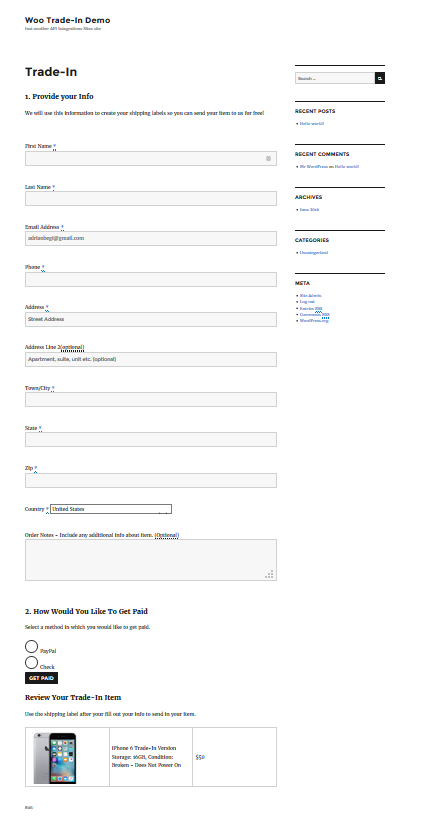 Woo Trade-In Demo
Just another API Integrations Sites site
Trade-In
1. Provide your Info
We will use this information to create your shipping labels so you can send your item to us for free!
First Name *
Last Name *
Email Address *
Phone *
Address *
Street Address
Address Line 2(optional)
Apartment, suite, unit etc. (optional)
Town/City *
State *
Zip *
Country * United States
Order Notes - Include any additional info about item. (Optional)
2. How Would You Like To Get Paid
Select a method in which you would like to get paid.
PayPal
Check
GET PAID
Review Your Trade-In Item
Use the shipping label after your fill out your info to send in your item.
iPhone 6 Trade-In Version
Storage: 16GB, Condition:
Broken - Does Not Power On
$50
Edit
Search …
RECENT POSTS
Hello world!
RECENT COMMENTS
Mr WordPress on Hello world!
ARCHIVES
CATEGORIES
Uncategorized
META
Site Admin
Log out
Entries RSS
Comments RSS
WordPress.org